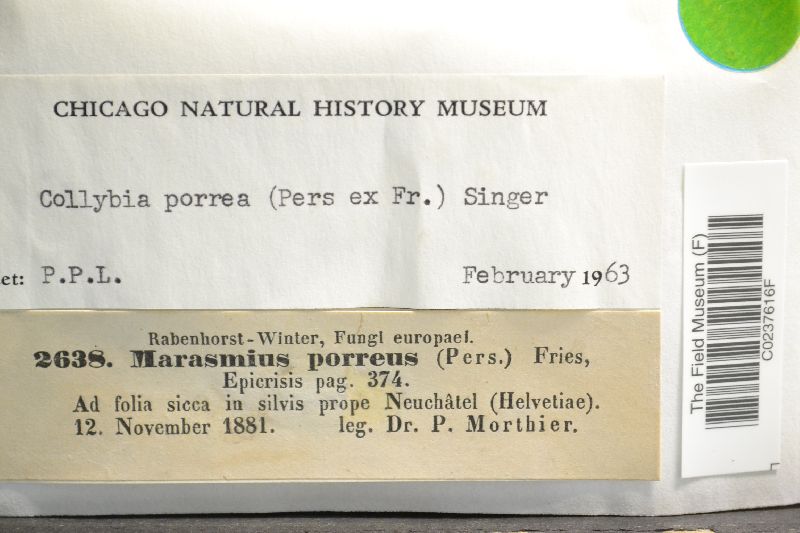 CHICAGO NATURAL HISTORY MUSEUM
Collybia porrea (Pers ex Fr.) Singer
et: P.P.L. February 1963
Rabenhorst-Winter, Fungi europaei.
2638. Marasmius porreus (Pers.) Fries,
Epicrisis pag. 374.
Ad folia sicca in silvis prope Neuchâtel (Helvetiae).
12. November 1881. leg. Dr. P. Morthier.
The Field Museum (F)
C0237616F